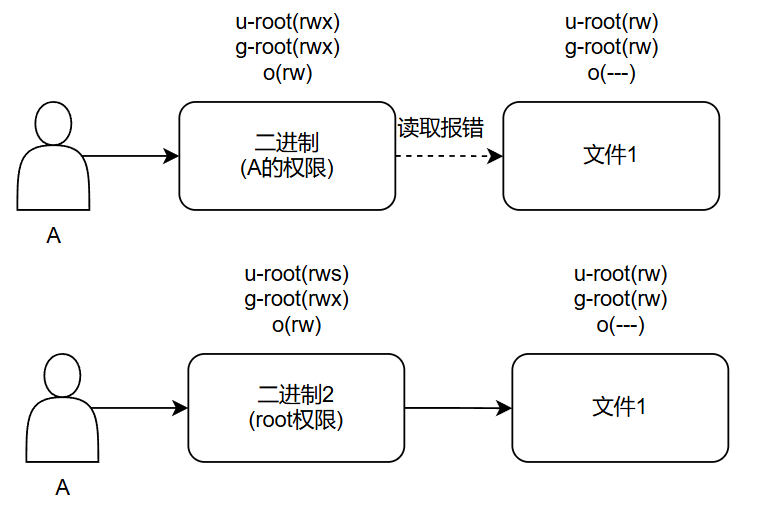 u-root(rwx)
g-root(rwx)
o(rw)
u-root(rw)
g-root(rw)
o(---)
二进制
(A的权限)
读取报错
文件1
A
u-root(rws)
g-root(rwx)
o(rw)
u-root(rw)
g-root(rw)
o(---)
二进制2
(root权限)
文件1
A